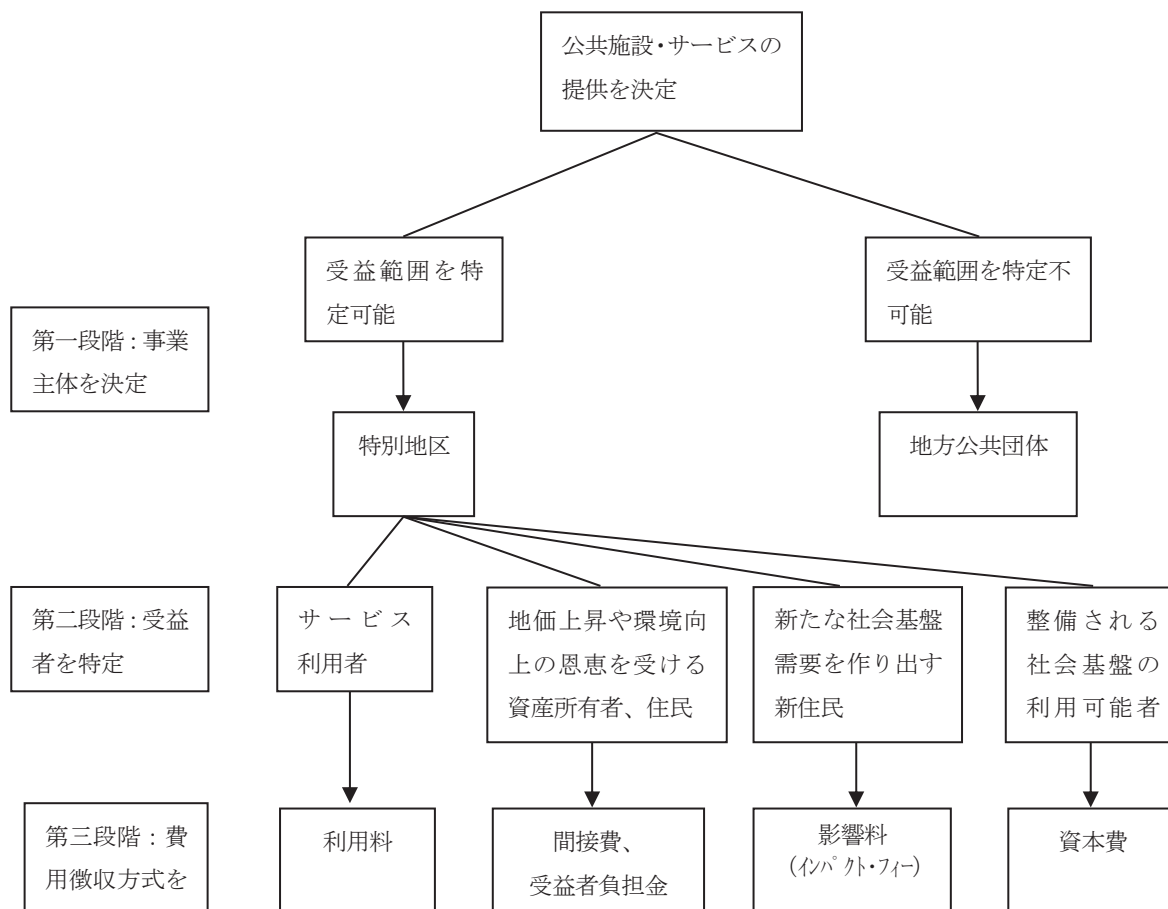 公共施設・サービスの
提供を決定
受益範囲を特
定可能
受益範囲を特定不
可能
第一段階：事業
主体を決定
特別地区
地方公共団体
第二段階：受益
者を特定
サービス
利用者
地価上昇や環境向
上の恩恵を受ける
資産所有者、住民
新たな社会基盤
需要を作り出す
新住民
整備される
社会基盤の
利用可能者
第三段階：費
用徴収方式を
利用料
間接費、
受益者負担金
影響料
(ｲﾝﾊﾟｸﾄ・ﾌｨｰ)
資本費